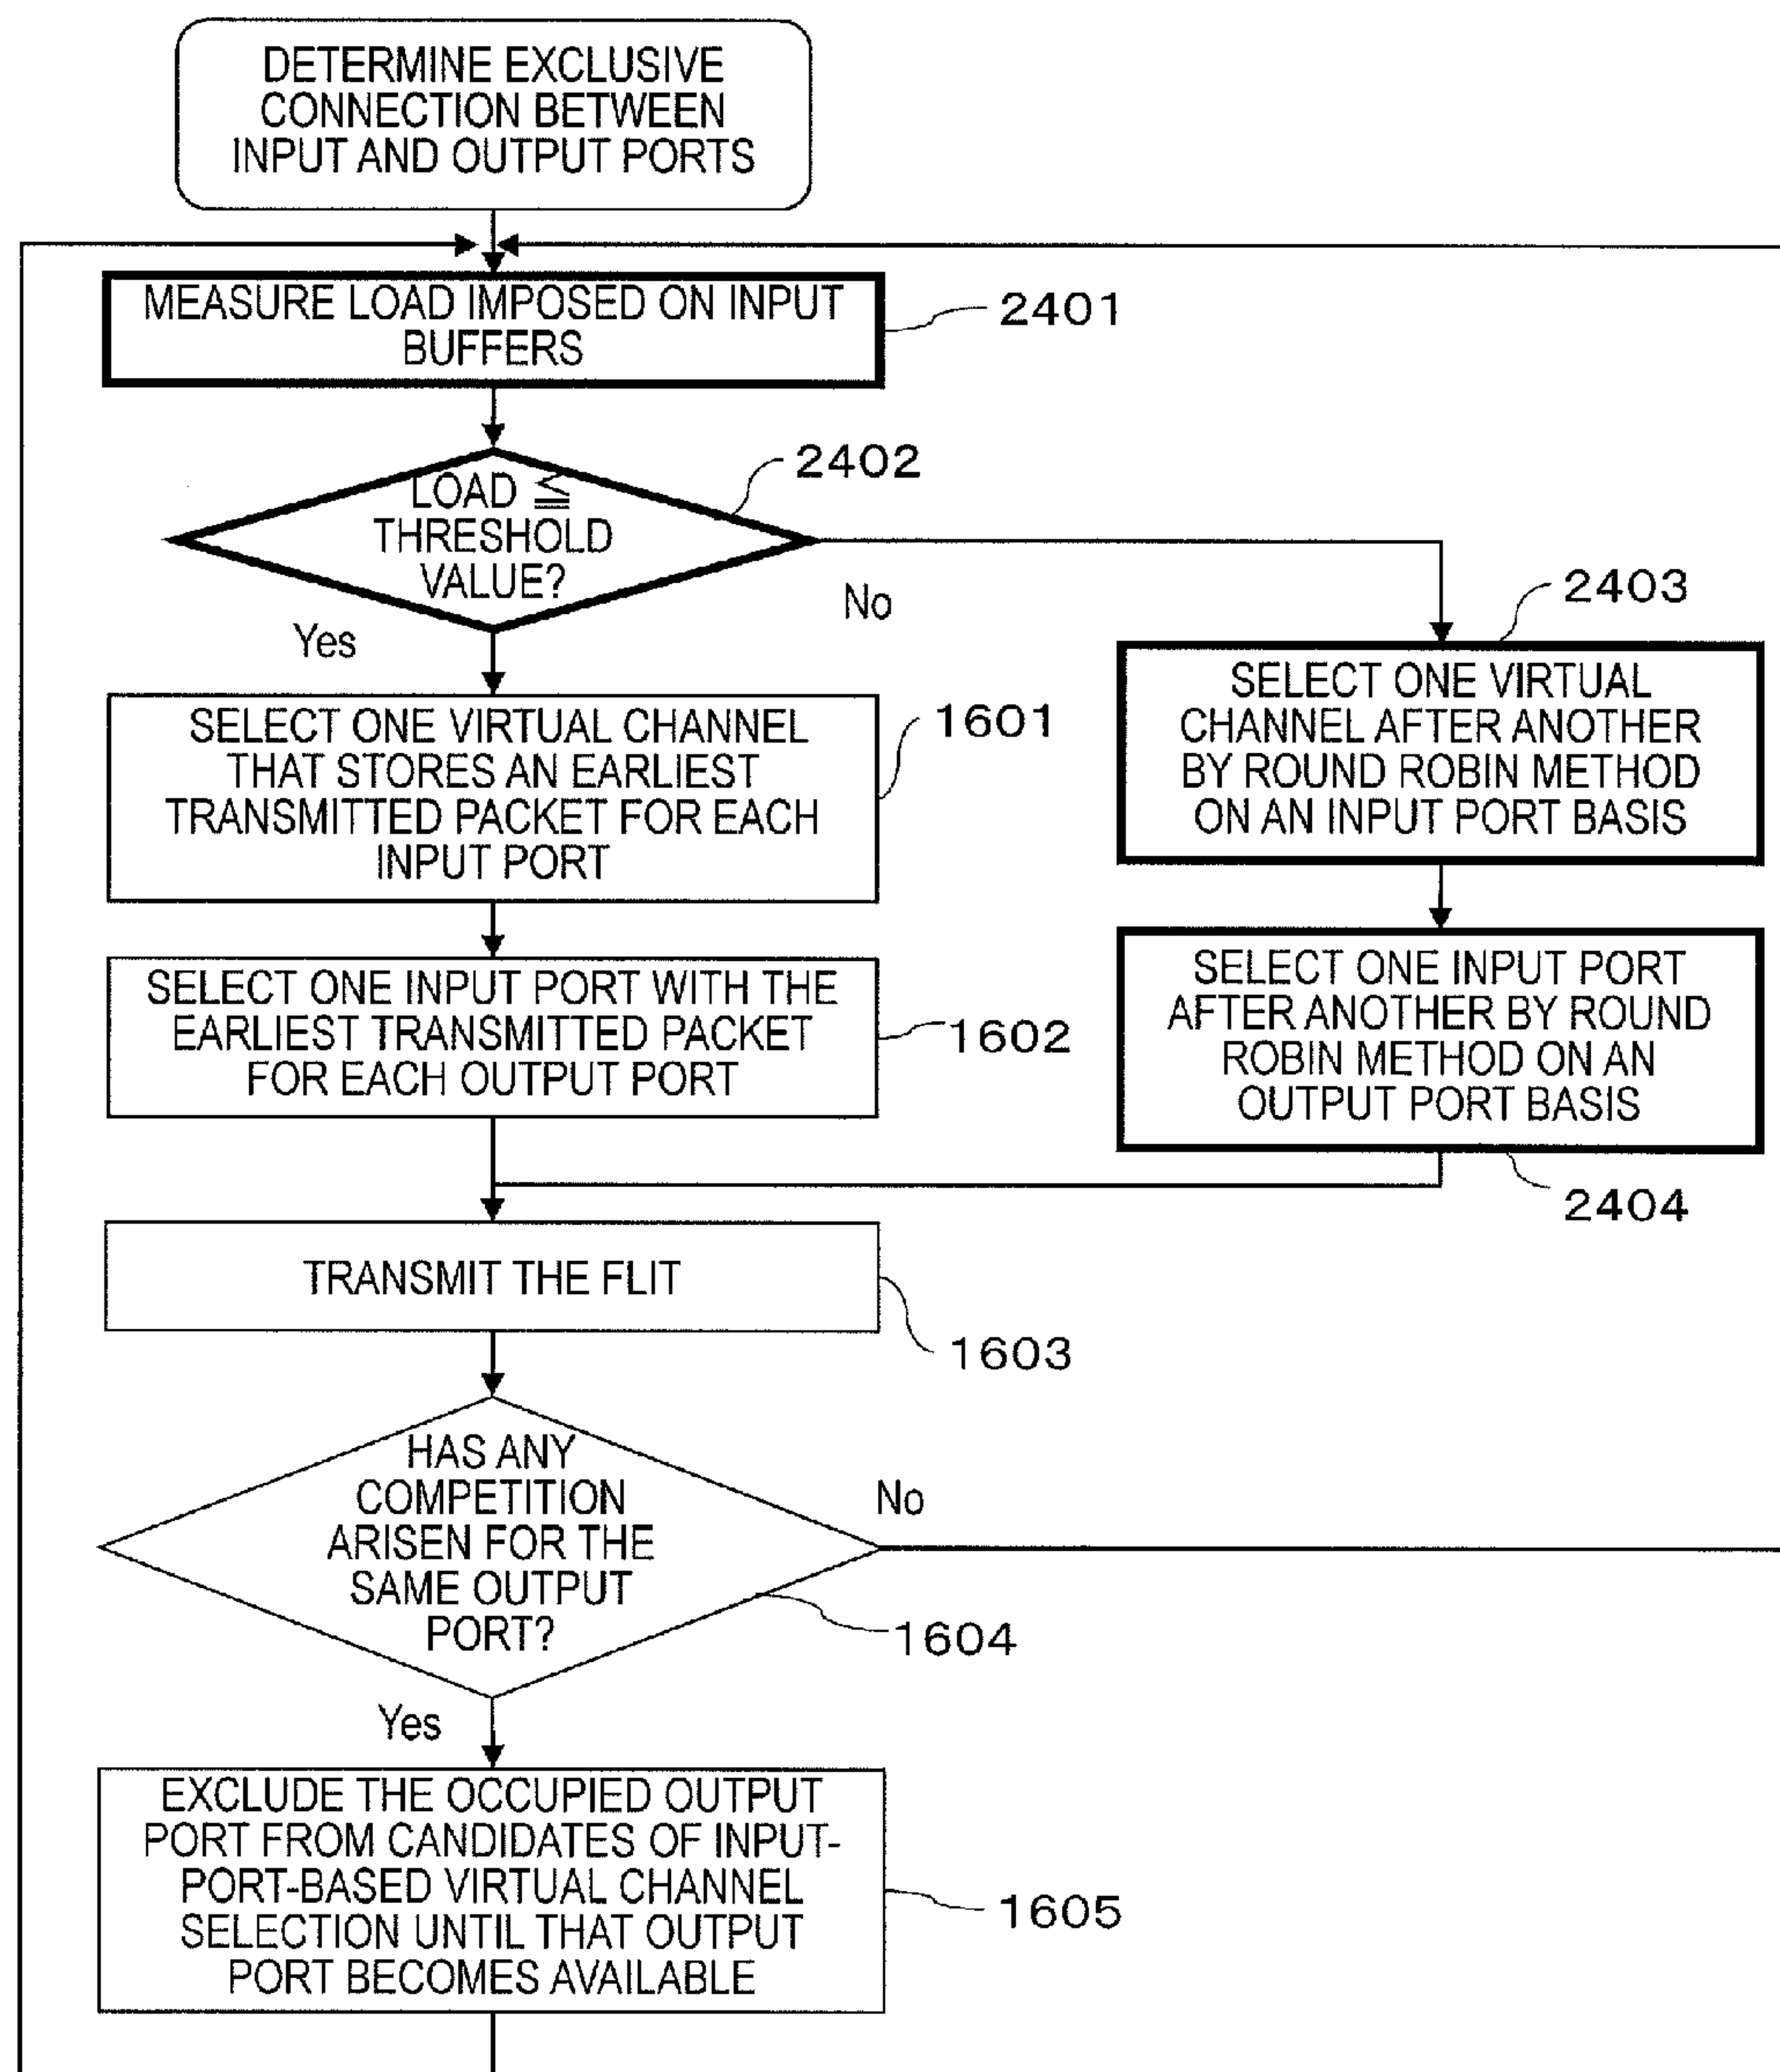 DETERMINE EXCLUSIVE
CONNECTION BETWEEN
INPUT AND OUTPUT PORTS
MEASURE LOAD IMPOSED ON INPUT
BUFFERS
2401
LOAD ≦
THRESHOLD
VALUE?
2402
Yes
No
2403
SELECT ONE VIRTUAL
CHANNEL AFTER ANOTHER
BY ROUND ROBIN METHOD
ON AN INPUT PORT BASIS
SELECT ONE VIRTUAL CHANNEL
THAT STORES AN EARLIEST
TRANSMITTED PACKET FOR EACH
INPUT PORT
1601
SELECT ONE INPUT PORT WITH THE
EARLIEST TRANSMITTED PACKET
FOR EACH OUTPUT PORT
1602
SELECT ONE INPUT PORT
AFTER ANOTHER BY ROUND
ROBIN METHOD ON AN
OUTPUT PORT BASIS
2404
TRANSMIT THE FLIT
1603
HAS ANY
COMPETITION
ARISEN FOR THE
SAME OUTPUT
PORT?
No
1604
Yes
EXCLUDE THE OCCUPIED OUTPUT
PORT FROM CANDIDATES OF INPUT-
PORT-BASED VIRTUAL CHANNEL
SELECTION UNTIL THAT OUTPUT
PORT BECOMES AVAILABLE
1605